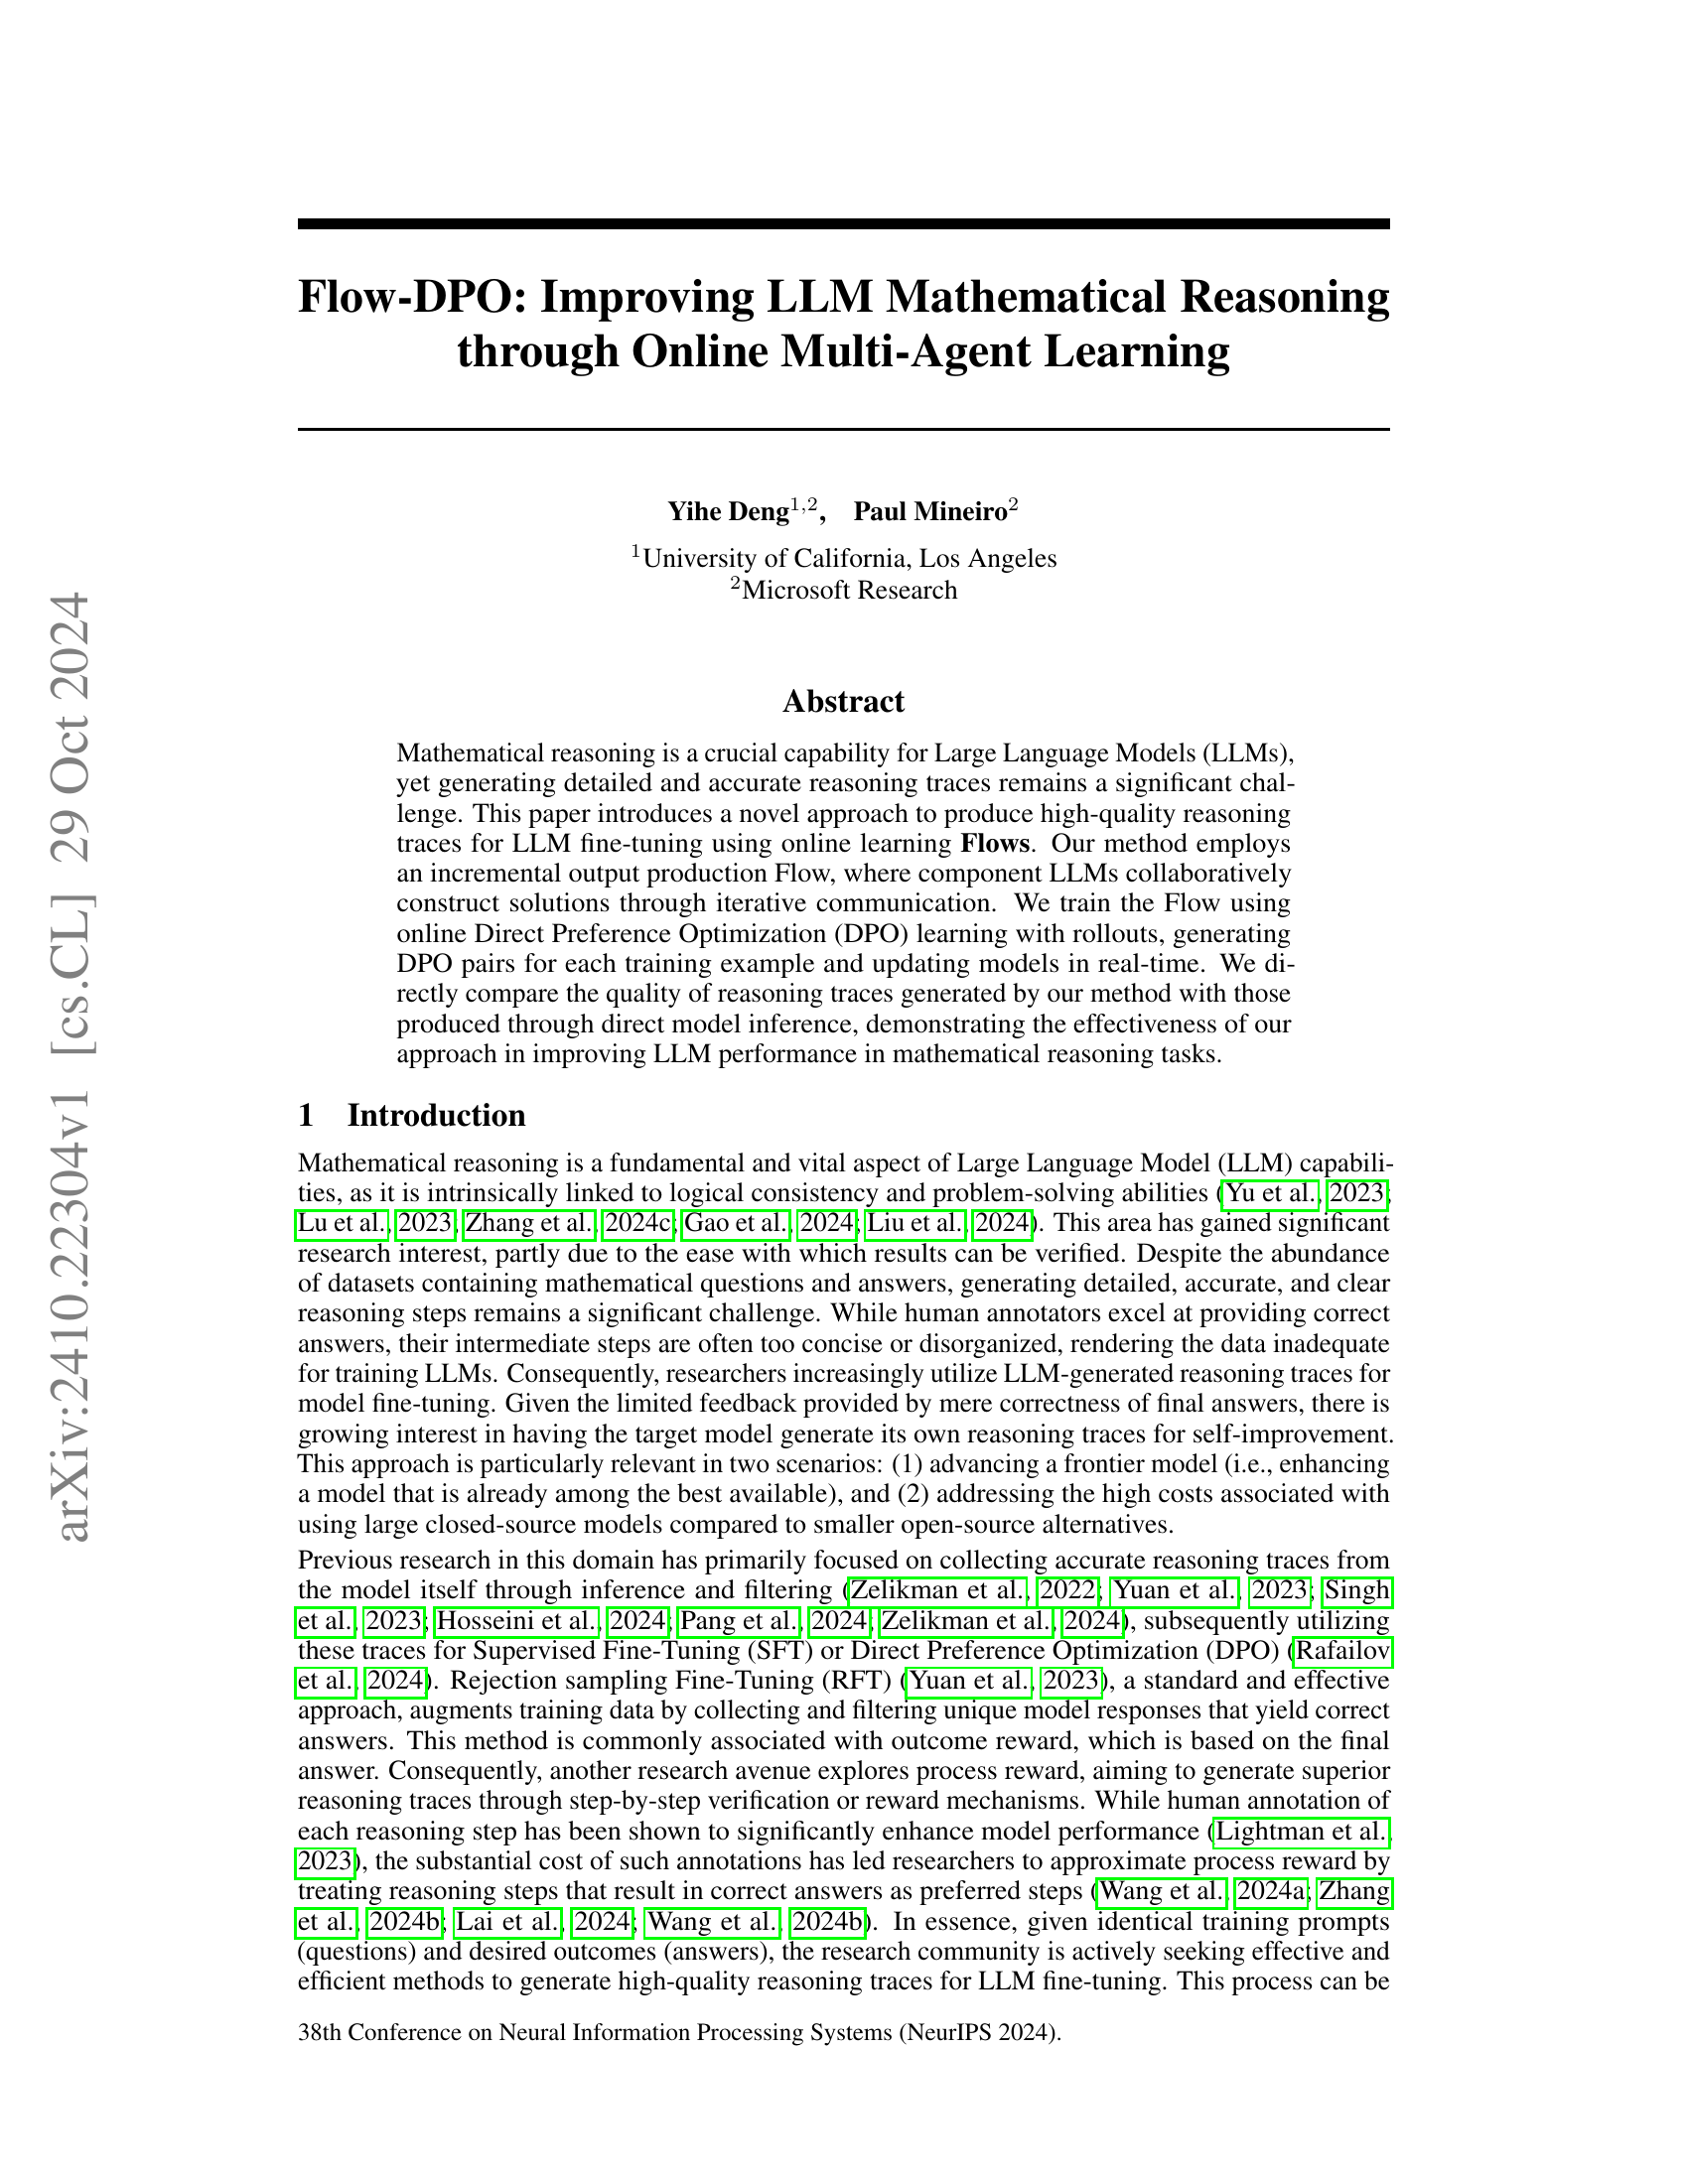 arXiv:2410.22304v1 [cs.CL] 29 Oct 2024
Flow-DPO: Improving LLM Mathematical Reasoning
through Online Multi-Agent Learning
Yihe Deng1,2, Paul Mineiro2
1University of California, Los Angeles
2Microsoft Research
Abstract
Mathematical reasoning is a crucial capability for Large Language Models (LLMs),
yet generating detailed and accurate reasoning traces remains a significant chal-
lenge. This paper introduces a novel approach to produce high-quality reasoning
traces for LLM fine-tuning using online learning Flows. Our method employs
an incremental output production Flow, where component LLMs collaboratively
construct solutions through iterative communication. We train the Flow using
online Direct Preference Optimization (DPO) learning with rollouts, generating
DPO pairs for each training example and updating models in real-time. We di-
rectly compare the quality of reasoning traces generated by our method with those
produced through direct model inference, demonstrating the effectiveness of our
approach in improving LLM performance in mathematical reasoning tasks.
1 Introduction
Mathematical reasoning is a fundamental and vital aspect of Large Language Model (LLM) capabili-
ties, as it is intrinsically linked to logical consistency and problem-solving abilities (Yu et al., 2023;
Lu et al., 2023; Zhang et al., 2024c; Gao et al., 2024; Liu et al., 2024). This area has gained significant
research interest, partly due to the ease with which results can be verified. Despite the abundance
of datasets containing mathematical questions and answers, generating detailed, accurate, and clear
reasoning steps remains a significant challenge. While human annotators excel at providing correct
answers, their intermediate steps are often too concise or disorganized, rendering the data inadequate
for training LLMs. Consequently, researchers increasingly utilize LLM-generated reasoning traces for
model fine-tuning. Given the limited feedback provided by mere correctness of final answers, there is
growing interest in having the target model generate its own reasoning traces for self-improvement.
This approach is particularly relevant in two scenarios: (1) advancing a frontier model (i.e., enhancing
a model that is already among the best available), and (2) addressing the high costs associated with
using large closed-source models compared to smaller open-source alternatives.
Previous research in this domain has primarily focused on collecting accurate reasoning traces from
the model itself through inference and filtering (Zelikman et al., 2022; Yuan et al., 2023; Singh
et al., 2023; Hosseini et al., 2024; Pang et al., 2024; Zelikman et al., 2024), subsequently utilizing
these traces for Supervised Fine-Tuning (SFT) or Direct Preference Optimization (DPO) (Rafailov
et al., 2024). Rejection sampling Fine-Tuning (RFT) (Yuan et al., 2023), a standard and effective
approach, augments training data by collecting and filtering unique model responses that yield correct
answers. This method is commonly associated with outcome reward, which is based on the final
answer. Consequently, another research avenue explores process reward, aiming to generate superior
reasoning traces through step-by-step verification or reward mechanisms. While human annotation of
each reasoning step has been shown to significantly enhance model performance (Lightman et al.,
2023), the substantial cost of such annotations has led researchers to approximate process reward by
treating reasoning steps that result in correct answers as preferred steps (Wang et al., 2024a; Zhang
et al., 2024b; Lai et al., 2024; Wang et al., 2024b). In essence, given identical training prompts
(questions) and desired outcomes (answers), the research community is actively seeking effective and
efficient methods to generate high-quality reasoning traces for LLM fine-tuning. This process can be
38th Conference on Neural Information Processing Systems (NeurIPS 2024).